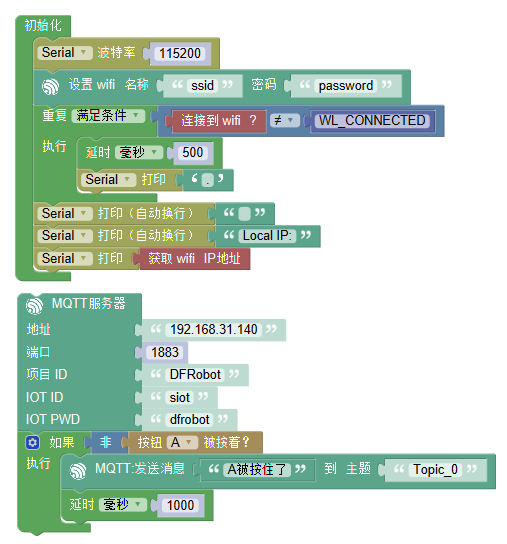 初始化
Serial 波特率 115200
设置 wifi 名称 “ ssid ” 密码 “ password ”
重复 满足条件 连接到 wifi ? ≠ WL_CONNECTED
执行 延时 毫秒 500
Serial 打印 ‘ . ’
Serial 打印（自动换行） “ ”
Serial 打印（自动换行） “ Local IP: ”
Serial 打印 获取 wifi IP地址
MQTT服务器
地址 “ 192.168.31.140 ”
端口 1883
项目 ID “ DFRobot ”
IOT ID “ siot ”
IOT PWD “ dfrobot ”
如果 非 按钮 A 被按着?
执行 MQTT:发送消息 “ A被按住了 ” 到 主题 “ Topic_0 ”
延时 毫秒 1000